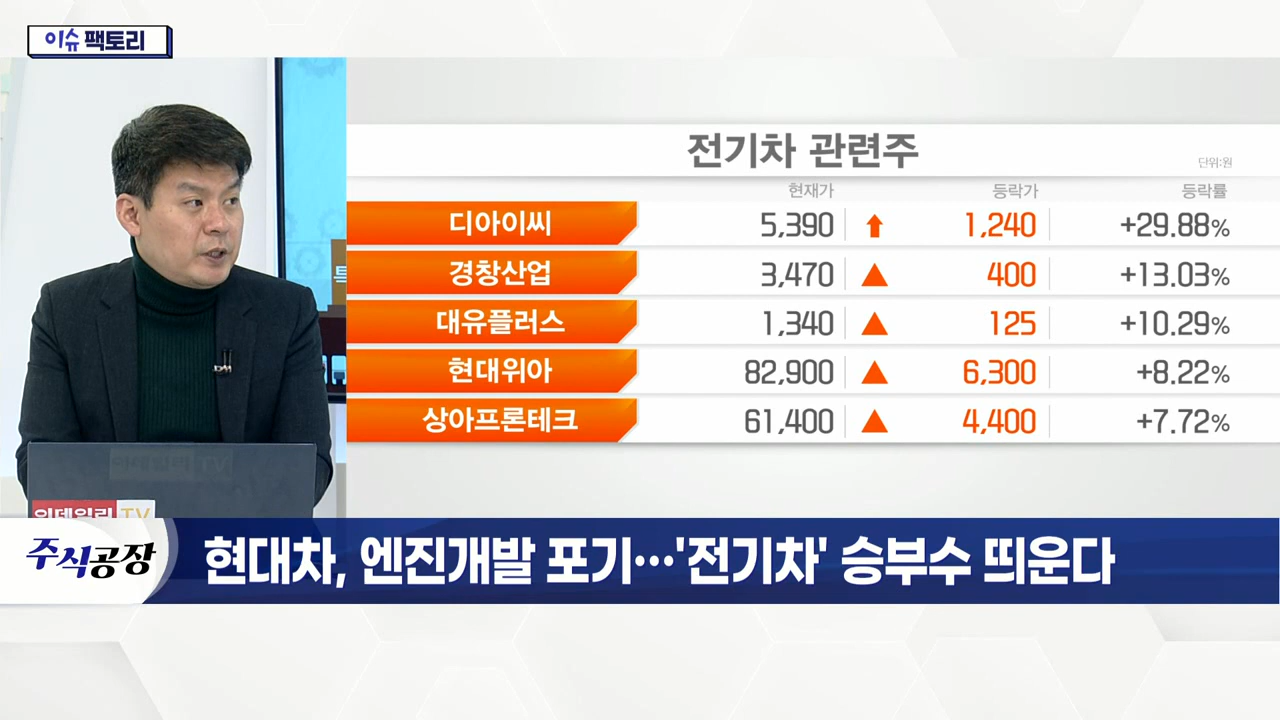 이슈 팩토리
전기차 관련주
단위:원
현재가 등락가 등락률
디아이씨 5,390 1,240 +29.88%
경창산업 3,470 ▲ 400 +13.03%
대유플러스 1,340 ▲ 125 +10.29%
현대위아 82,900 ▲ 6,300 +8.22%
상아프론테크 61,400 ▲ 4,400 +7.72%
이데일리 TV
주식공장
현대차, 엔진개발 포기…'전기차' 승부수 띄운다